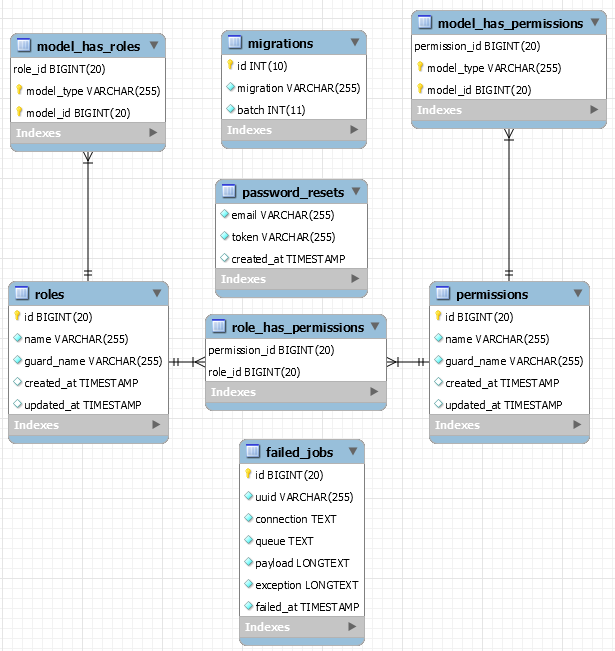 model_has_roles
role_id BIGINT(20)
model_type VARCHAR(255)
model_id BIGINT(20)
Indexes
migrations
id INT(10)
migration VARCHAR(255)
batch INT(11)
Indexes
model_has_permissions
permission_id BIGINT(20)
model_type VARCHAR(255)
model_id BIGINT(20)
Indexes
password_resets
email VARCHAR(255)
token VARCHAR(255)
created_at TIMESTAMP
Indexes
roles
id BIGINT(20)
name VARCHAR(255)
guard_name VARCHAR(255)
created_at TIMESTAMP
updated_at TIMESTAMP
Indexes
role_has_permissions
permission_id BIGINT(20)
role_id BIGINT(20)
Indexes
permissions
id BIGINT(20)
name VARCHAR(255)
guard_name VARCHAR(255)
created_at TIMESTAMP
updated_at TIMESTAMP
Indexes
failed_jobs
id BIGINT(20)
uuid VARCHAR(255)
connection TEXT
queue TEXT
payload LONGTEXT
exception LONGTEXT
failed_at TIMESTAMP
Indexes